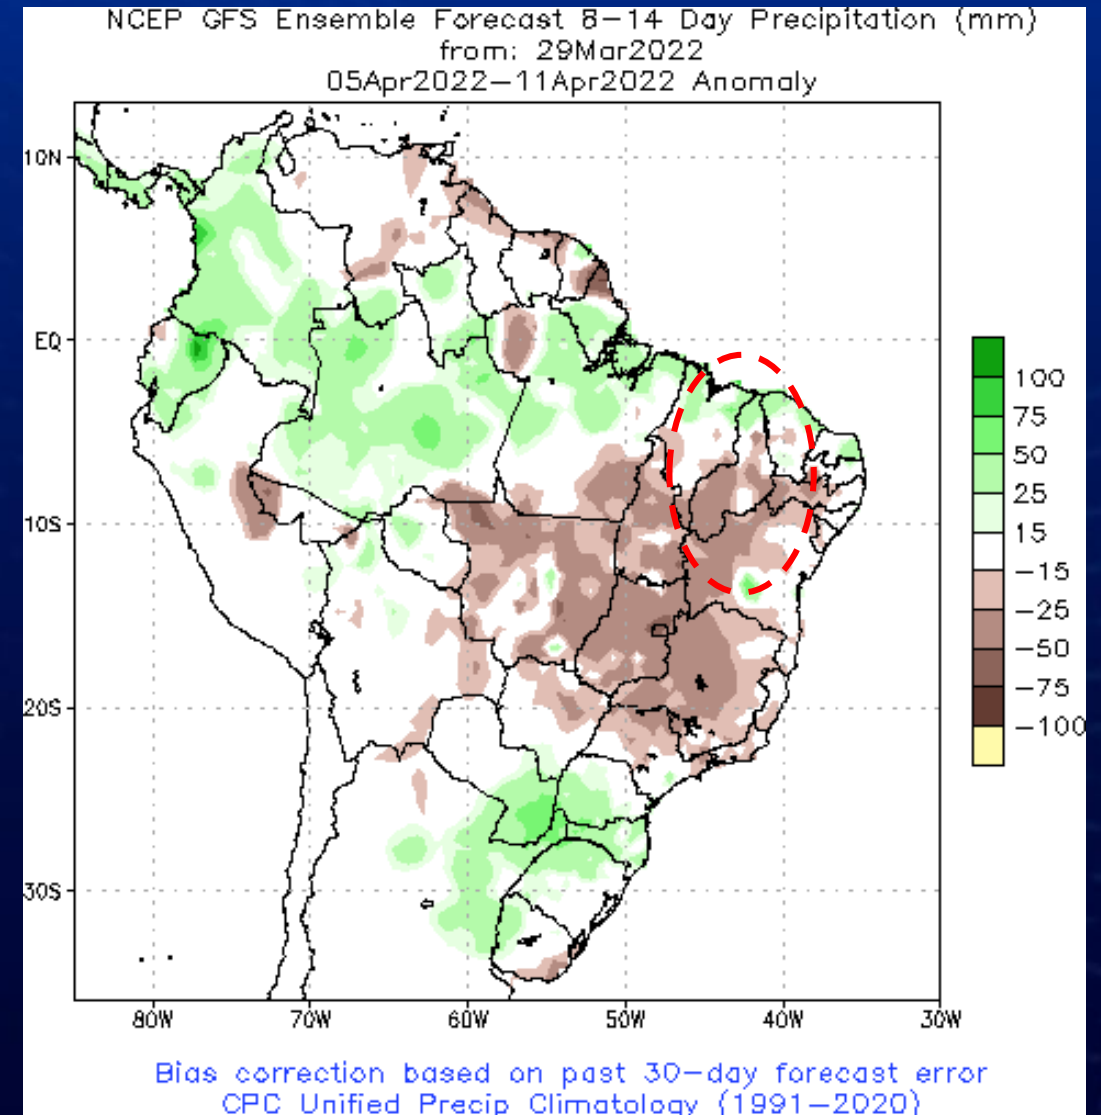 NCEP GFS Ensemble Forecast 8-14 Day Precipitation (mm)
from: 29Mar2022
05Apr2022-11Apr2022 Anomaly
10N
EQ
10S
20S
30S
80W 70W 60W 50W 40W 30W
100
75
50
25
15
-15
-25
-50
-75
-100
Bias correction based on past 30-day forecast error
CPC Unified Precip Climatology (1991-2020)